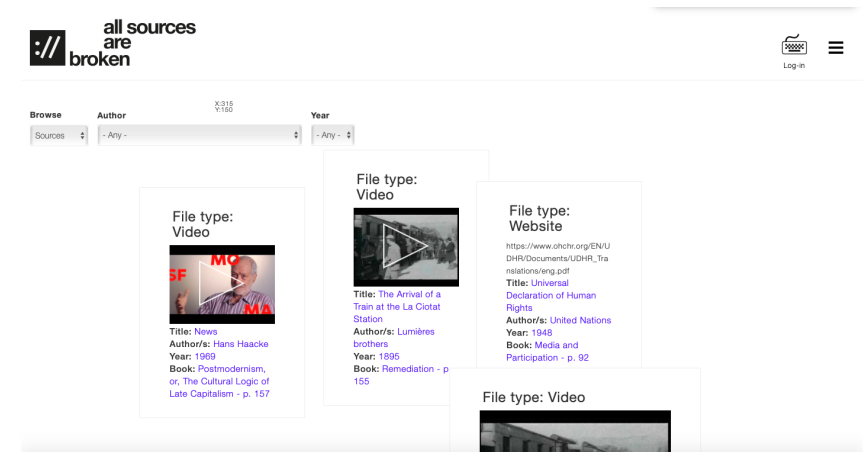 ://
all sources
are
broken
Log-in
Browse
Author
X:315
Y:150
Year
Sources
- Any -
- Any -
File type:
Video
SF
MO
MA
Title: News
Author/s: Hans Haacke
Year: 1969
Book: Postmodernism,
or, The Cultural Logic of
Late Capitalism - p. 157
File type:
Video
Title: The Arrival of a
Train at the La Ciotat
Station
Author/s: Lumières
brothers
Year: 1895
Book: Remediation - p
155
File type:
Website
https://www.ohchr.org/EN/U
DHR/Documents/UDHR_Tra
nslations/eng.pdf
Title: Universal
Declaration of Human
Rights
Author/s: United Nations
Year: 1948
Book: Media and
Participation - p. 92
File type: Video